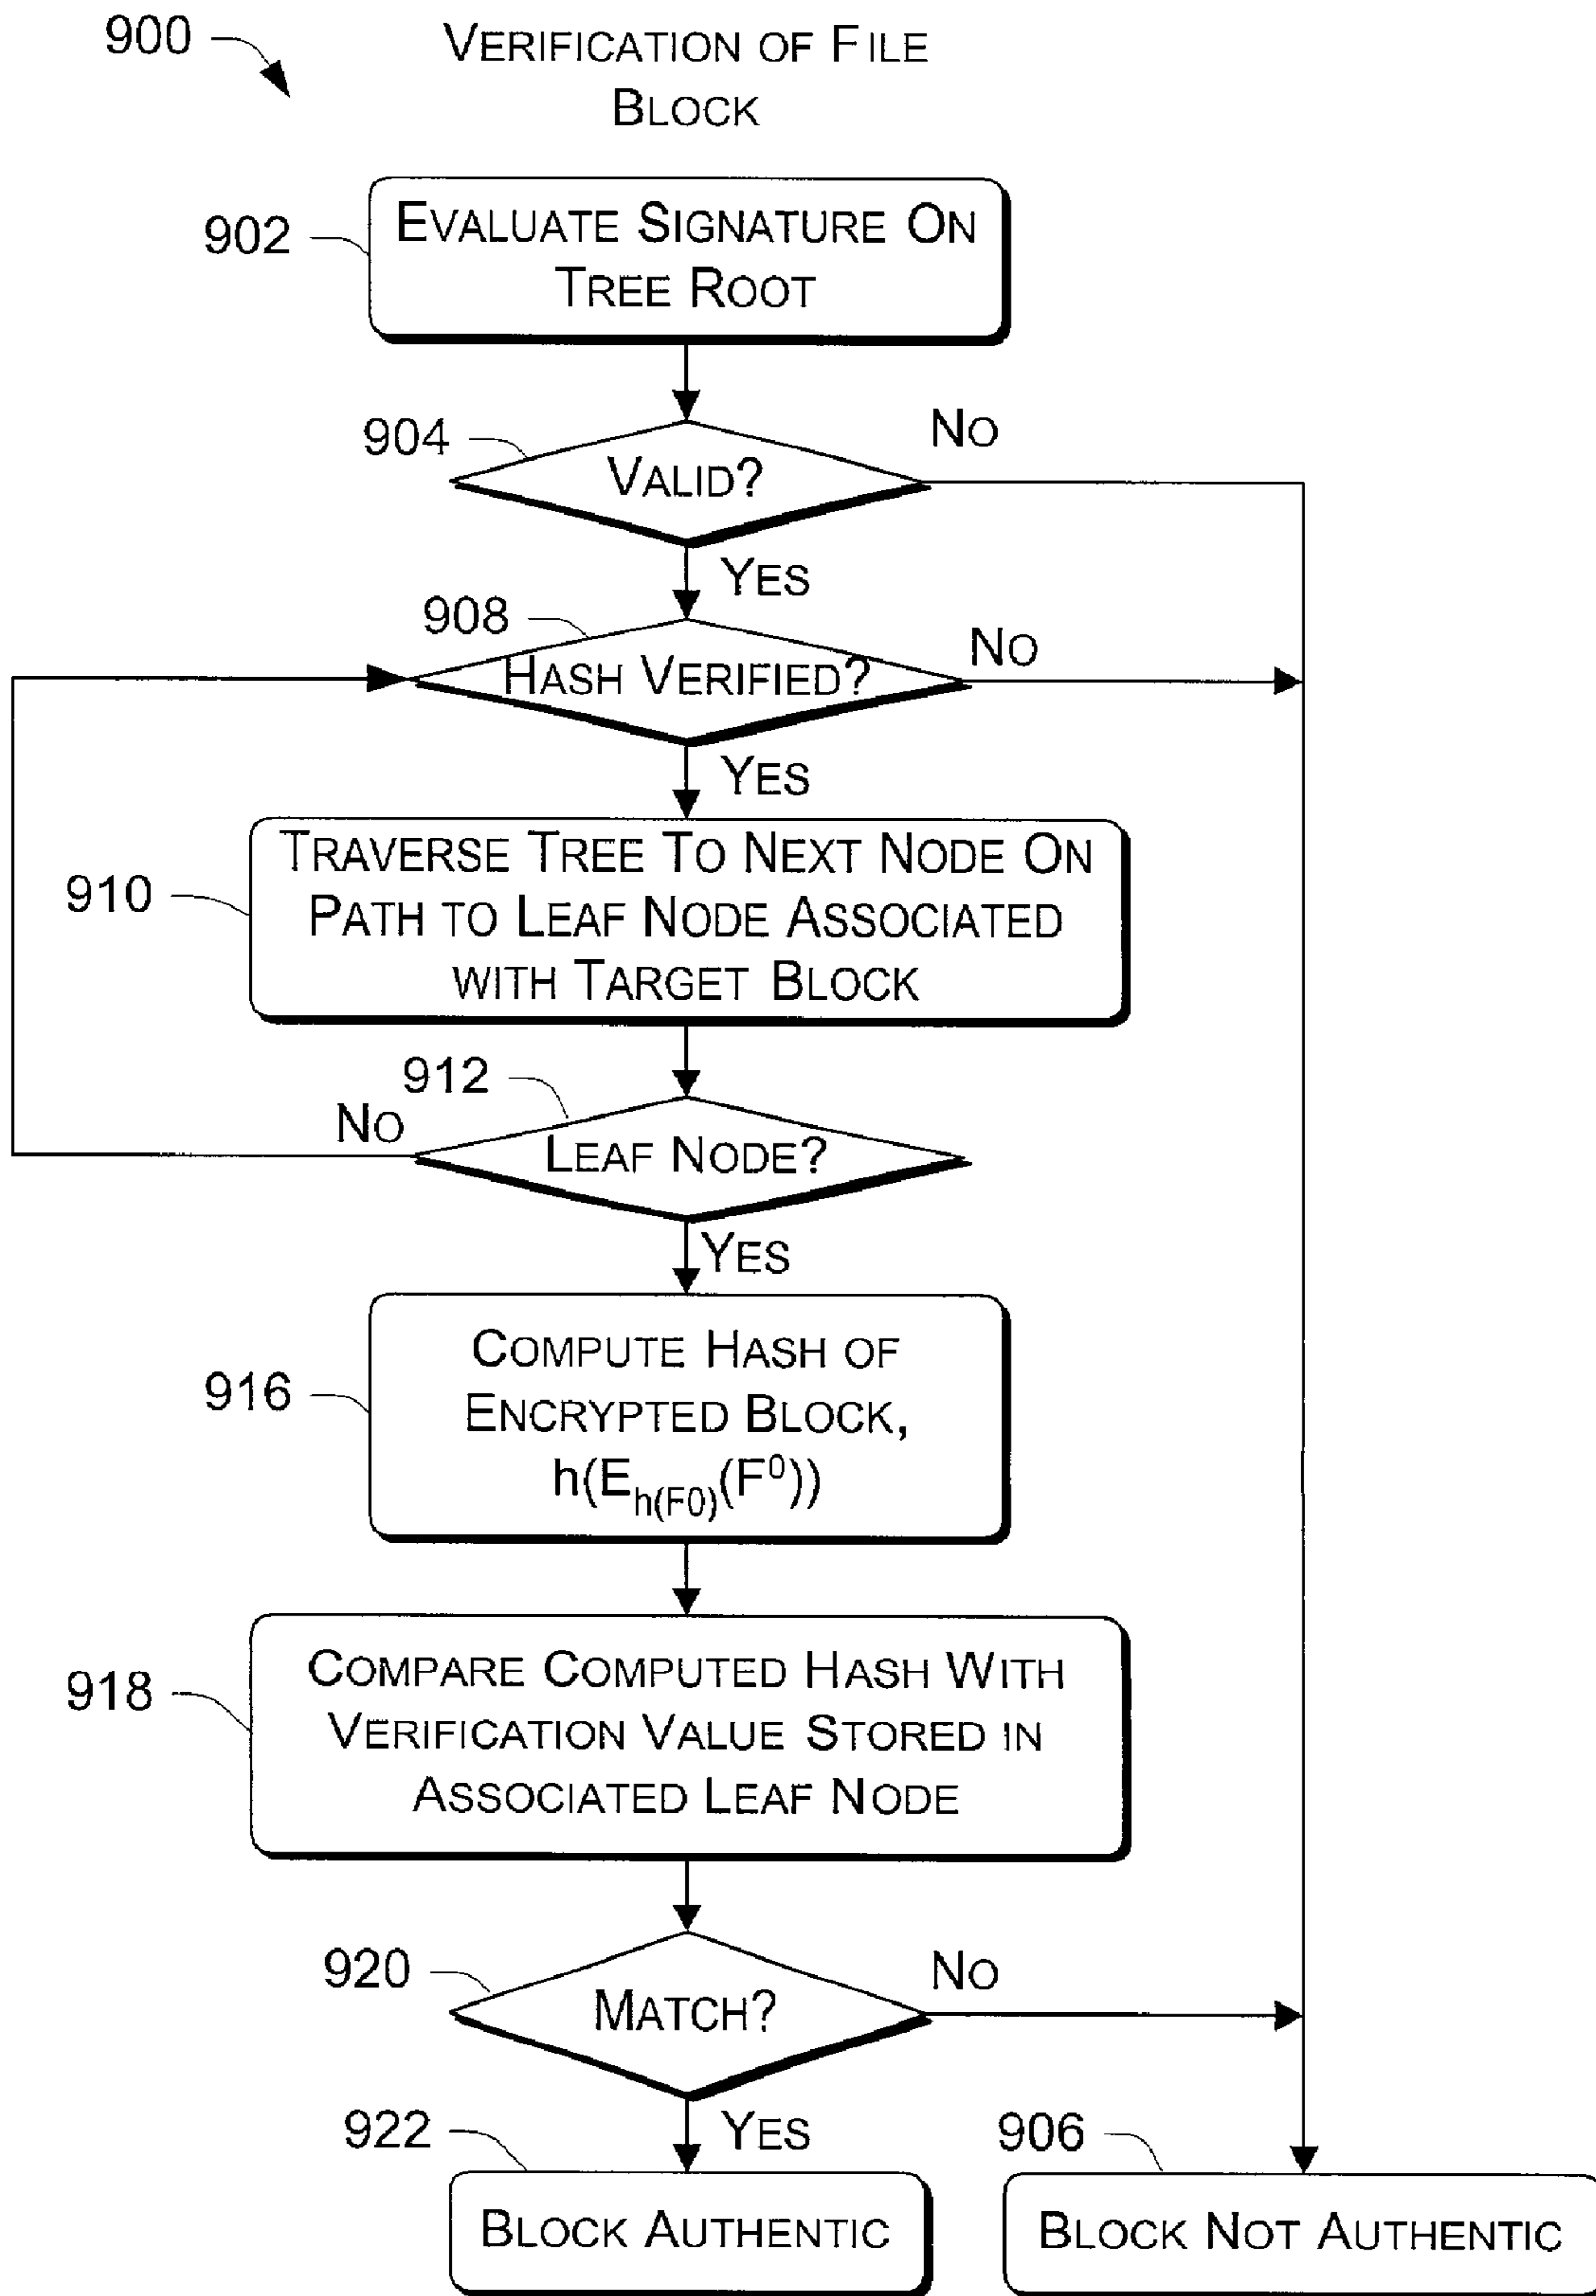 900
VERIFICATION OF FILE
BLOCK
902
EVALUATE SIGNATURE ON
TREE ROOT
904
VALID?
NO
YES
908
HASH VERIFIED?
NO
YES
910
TRAVERSE TREE TO NEXT NODE ON
PATH TO LEAF NODE ASSOCIATED
WITH TARGET BLOCK
912
NO
LEAF NODE?
YES
916
COMPUTE HASH OF
ENCRYPTED BLOCK,
h(E_h(F0)(F⁰))
918
COMPARE COMPUTED HASH WITH
VERIFICATION VALUE STORED IN
ASSOCIATED LEAF NODE
920
MATCH?
NO
YES
922
BLOCK AUTHENTIC
906
BLOCK NOT AUTHENTIC